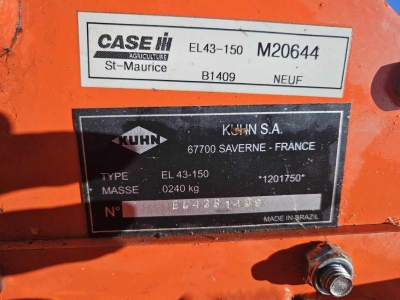 CASE IH EL43-150 M20644
AGRICULTURE
St-Maurice B1409 NEUF
KUHN KUHN S.A.
67700 SAVERNE - FRANCE
TYPE EL 43-150 *1201750*
MASSE .0240 kg
N°
MADE IN BRAZIL